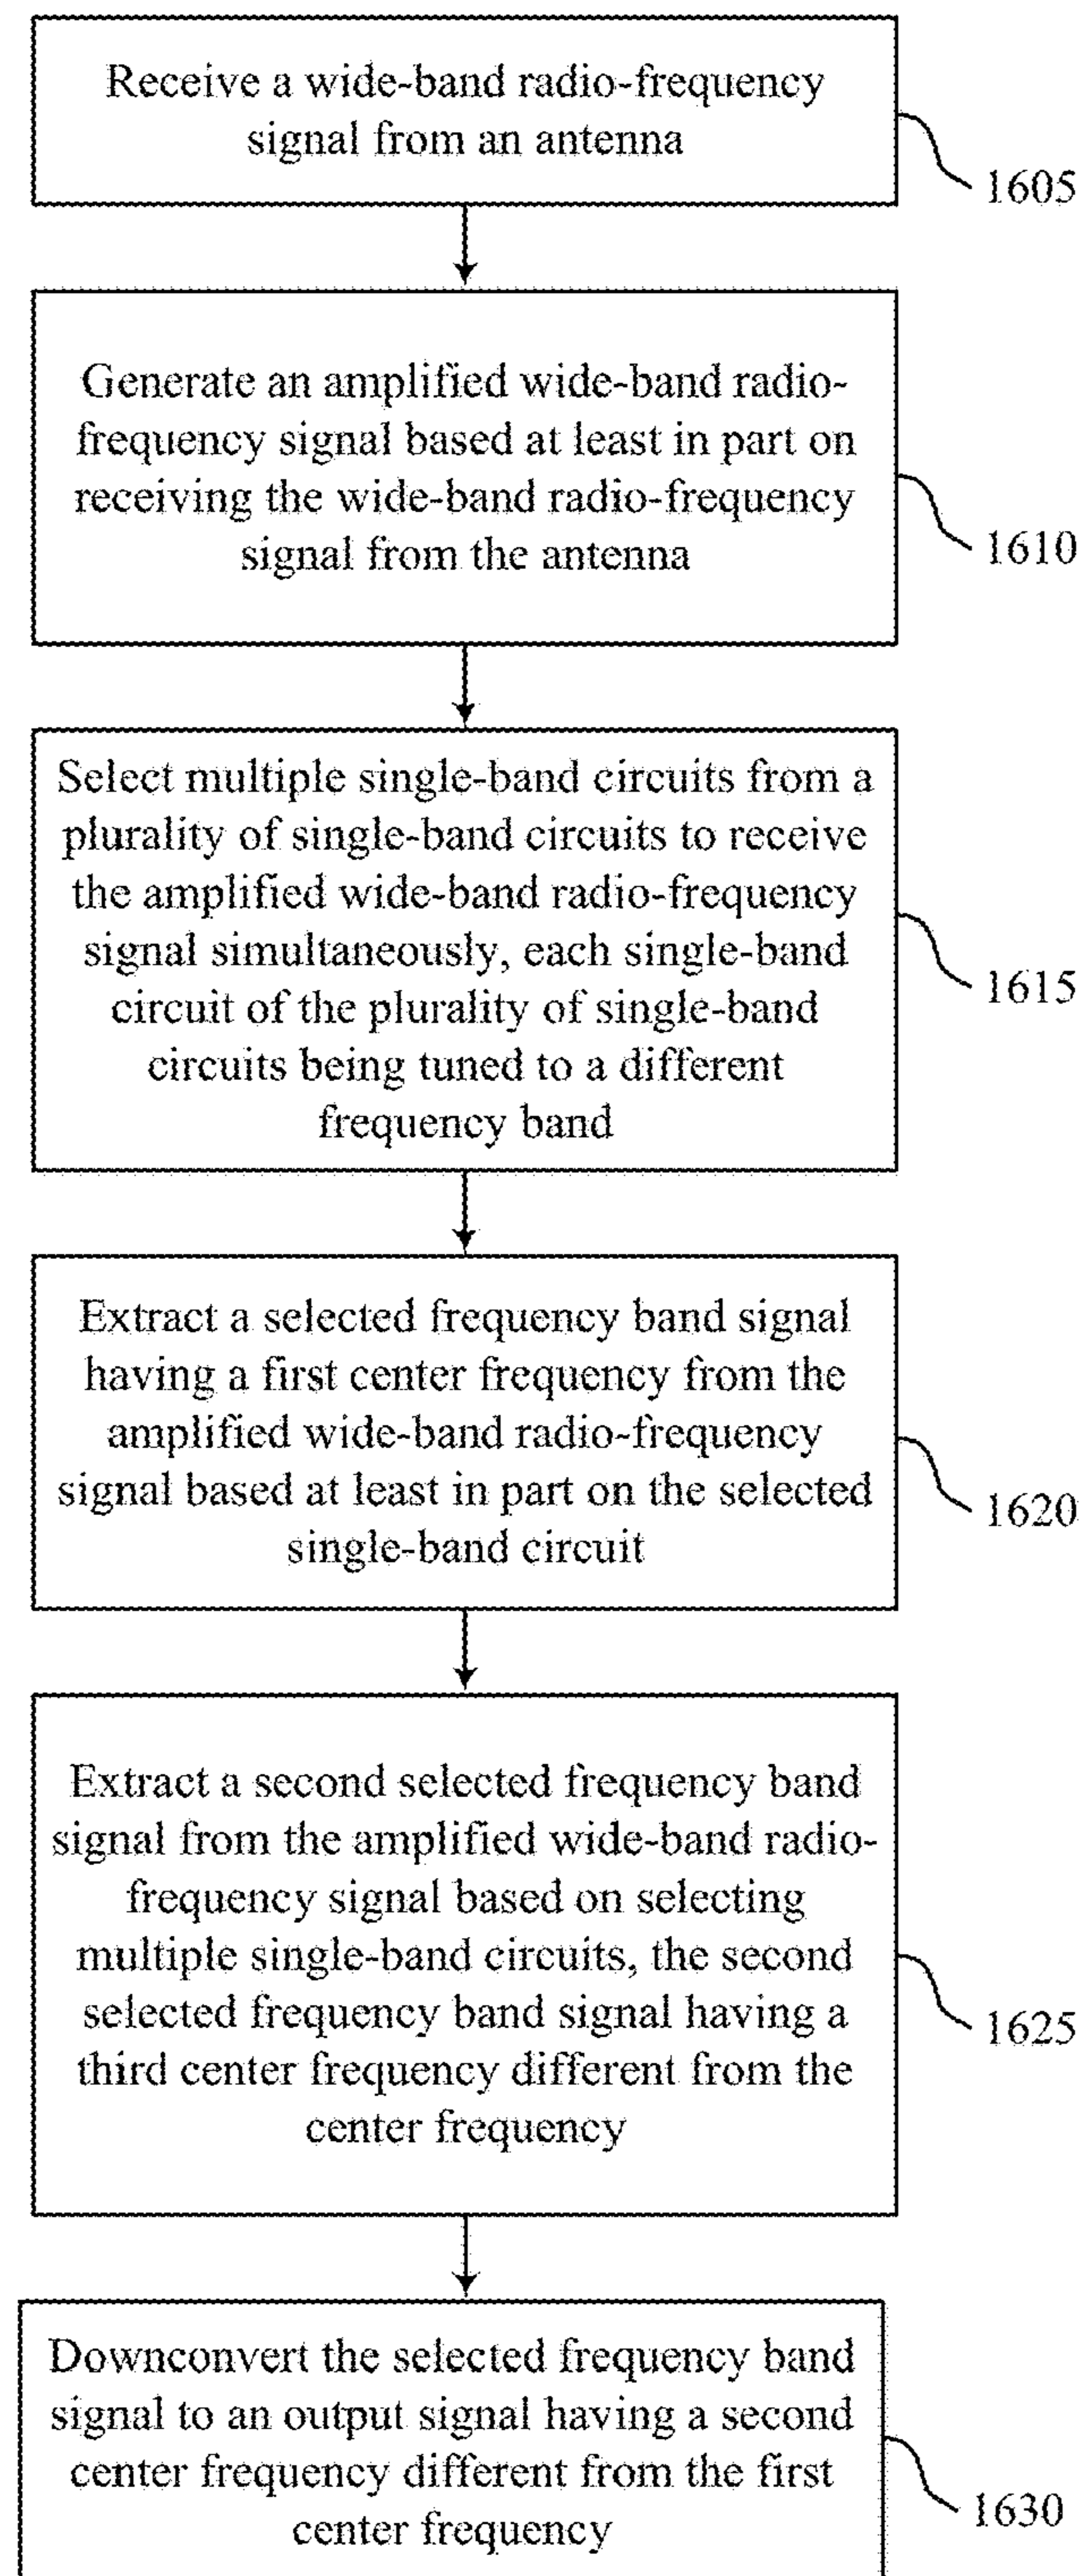 Receive a wide-band radio-frequency
signal from an antenna
1605
Generate an amplified wide-band radio-
frequency signal based at least in part on
receiving the wide-band radio-frequency
signal from the antenna
1610
Select multiple single-band circuits from a
plurality of single-band circuits to receive
the amplified wide-band radio-frequency
signal simultaneously, each single-band
circuit of the plurality of single-band
circuits being tuned to a different
frequency band
1615
Extract a selected frequency band signal
having a first center frequency from the
amplified wide-band radio-frequency
signal based at least in part on the selected
single-band circuit
1620
Extract a second selected frequency band
signal from the amplified wide-band radio-
frequency signal based on selecting
multiple single-band circuits, the second
selected frequency band signal having a
third center frequency different from the
center frequency
1625
Downconvert the selected frequency band
signal to an output signal having a second
center frequency different from the first
center frequency
1630